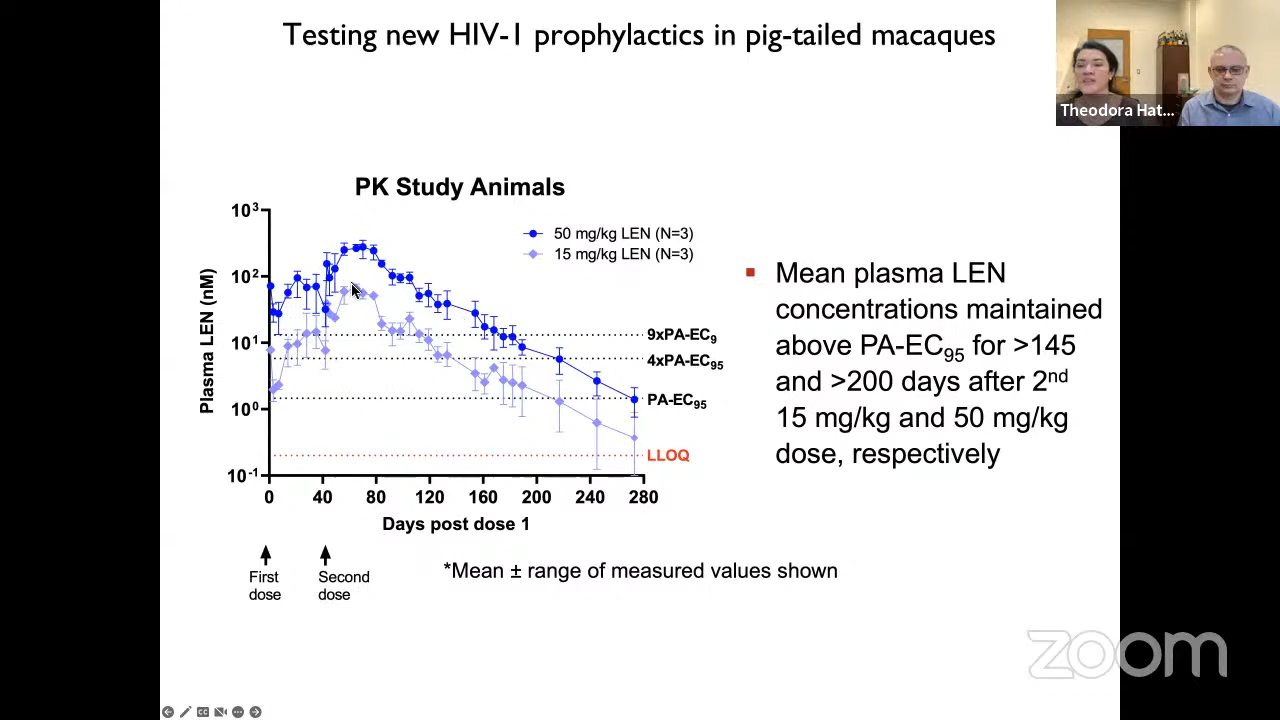 Testing new HIV-1 prophylactics in pig-tailed macaques
Theodora Hat...
PK Study Animals
10³
10²
10¹
10⁰
10⁻¹
Plasma LEN (nM)
50 mg/kg LEN (N=3)
15 mg/kg LEN (N=3)
9xPA-EC₉
4xPA-EC₉₅
PA-EC₉₅
LLOQ
0 40 80 120 160 200 240 280
Days post dose 1
First
dose
Second
dose
*Mean ± range of measured values shown
Mean plasma LEN
concentrations maintained
above PA-EC₉₅ for >145
and >200 days after 2ⁿᵈ
15 mg/kg and 50 mg/kg
dose, respectively
zoom